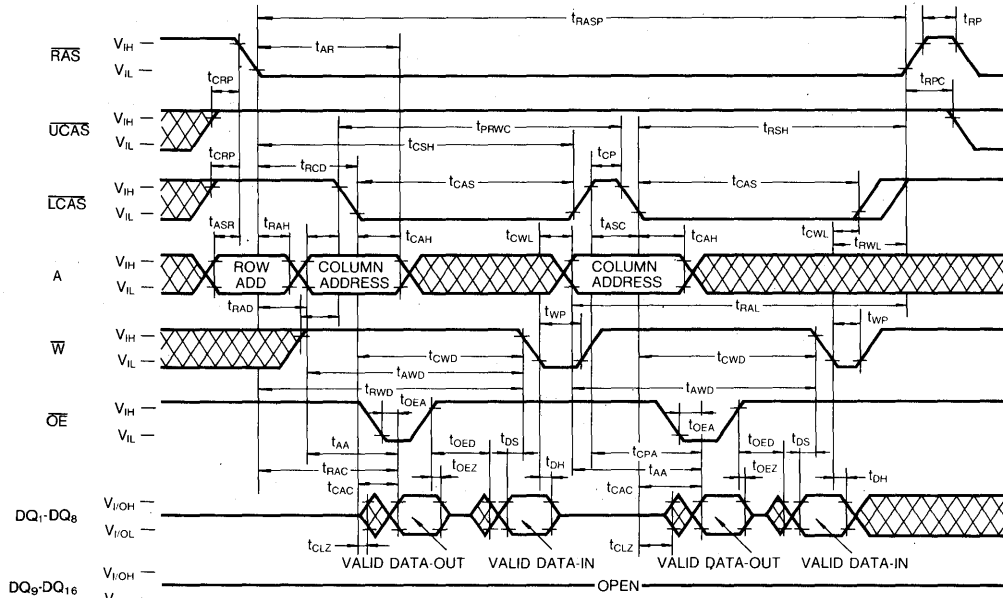 tRASP
tRP
tAR
RAS
VIH
VIL
tCRP
tRPC
UCAS
VIH
VIL
tPRWC
tRSH
tCSH
tCRP
tRCD
tCP
LCAS
VIH
VIL
tCAS
tCAS
tASR
tRAH
tCAH
tCWL
tASC
tCAH
tCWL
tRWL
A
VIH
VIL
ROW
ADD
COLUMN
ADDRESS
COLUMN
ADDRESS
tRAD
tWP
tRAL
tWP
W
VIH
VIL
tCWD
tCWD
tAWD
tAWD
tRWD
tOEA
OE
VIH
VIL
tOEA
tAA
tOED
tDS
tCPA
tOED
tDS
tRAC
tOEZ
tDH
tAA
tOEZ
tDH
tCAC
tCAC
DQ1-DQ8
VI/OH
VI/OL
tCLZ
VALID DATA-OUT
VALID DATA-IN
tCLZ
VALID DATA-OUT
VALID DATA-IN
DQ9-DQ16
VI/OH
OPEN